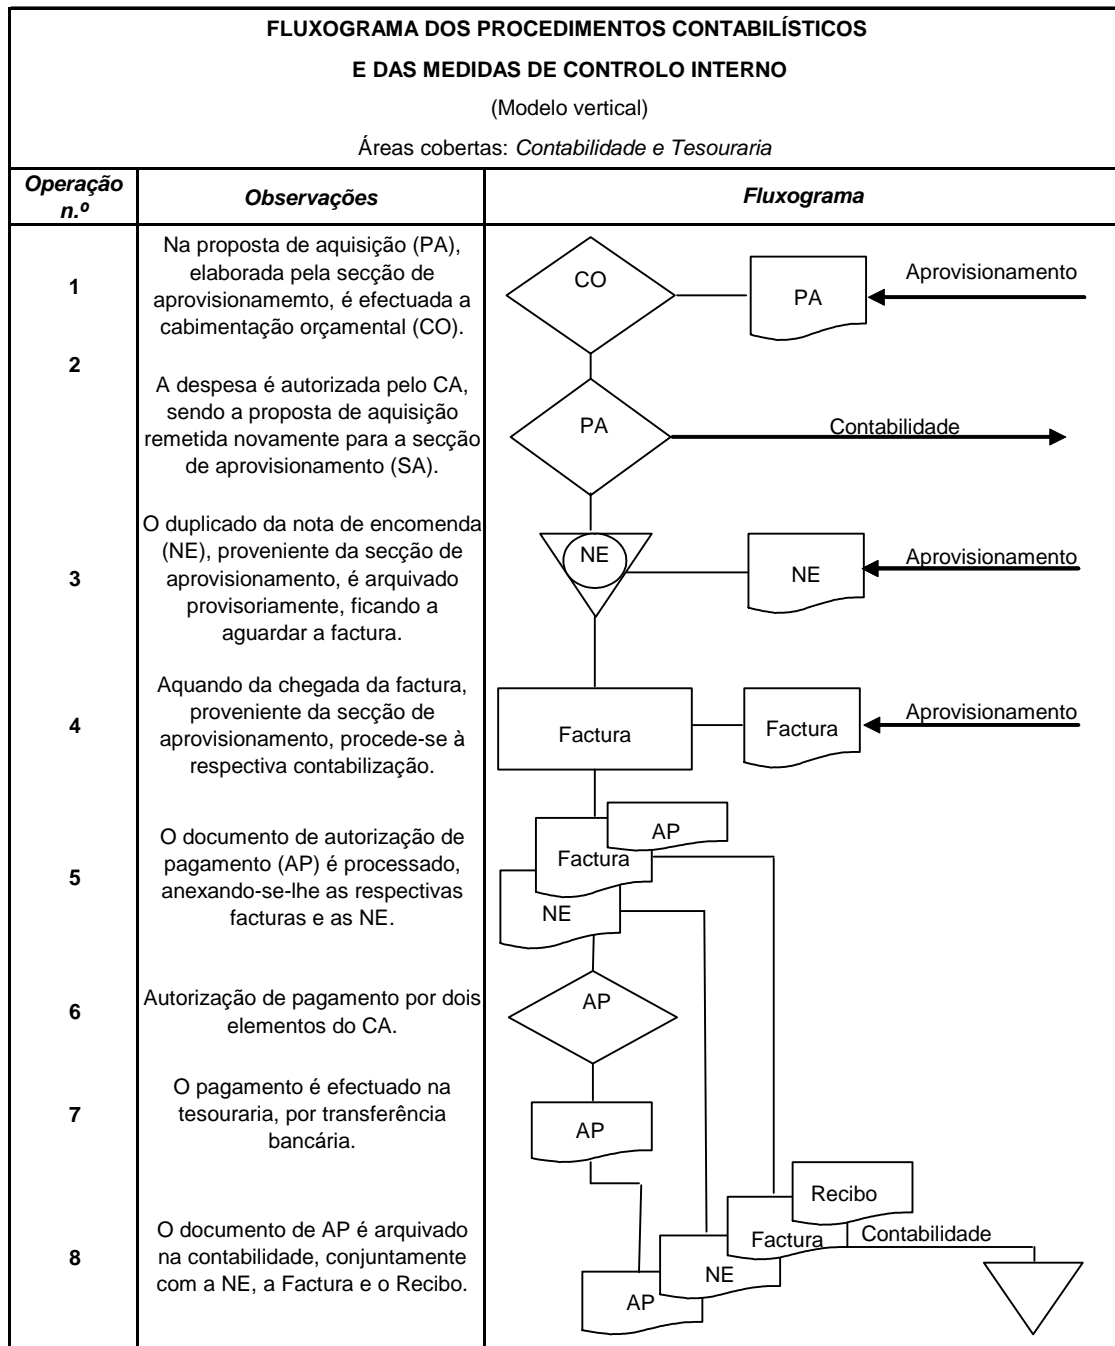 FLUXOGRAMA DOS PROCEDIMENTOS CONTABILÍSTICOS
E DAS MEDIDAS DE CONTROLO INTERNO
(Modelo vertical)
Áreas cobertas: Contabilidade e Tesouraria
Operação
n.º
Observações
Fluxograma
1
Na proposta de aquisição (PA),
elaborada pela secção de
aprovisionamemto, é efectuada a
cabimentação orçamental (CO).
CO
PA
Aprovisionamento
2
A despesa é autorizada pelo CA,
sendo a proposta de aquisição
remetida novamente para a secção
de aprovisionamento (SA).
PA
Contabilidade
3
O duplicado da nota de encomenda
(NE), proveniente da secção de
aprovisionamento, é arquivado
provisoriamente, ficando a
aguardar a factura.
NE
NE
Aprovisionamento
4
Aquando da chegada da factura,
proveniente da secção de
aprovisionamento, procede-se à
respectiva contabilização.
Factura
Factura
Aprovisionamento
5
O documento de autorização de
pagamento (AP) é processado,
anexando-se-lhe as respectivas
facturas e as NE.
AP
Factura
NE
6
Autorização de pagamento por dois
elementos do CA.
AP
7
O pagamento é efectuado na
tesouraria, por transferência
bancária.
AP
8
O documento de AP é arquivado
na contabilidade, conjuntamente
com a NE, a Factura e o Recibo.
Recibo
Factura
Contabilidade
NE
AP